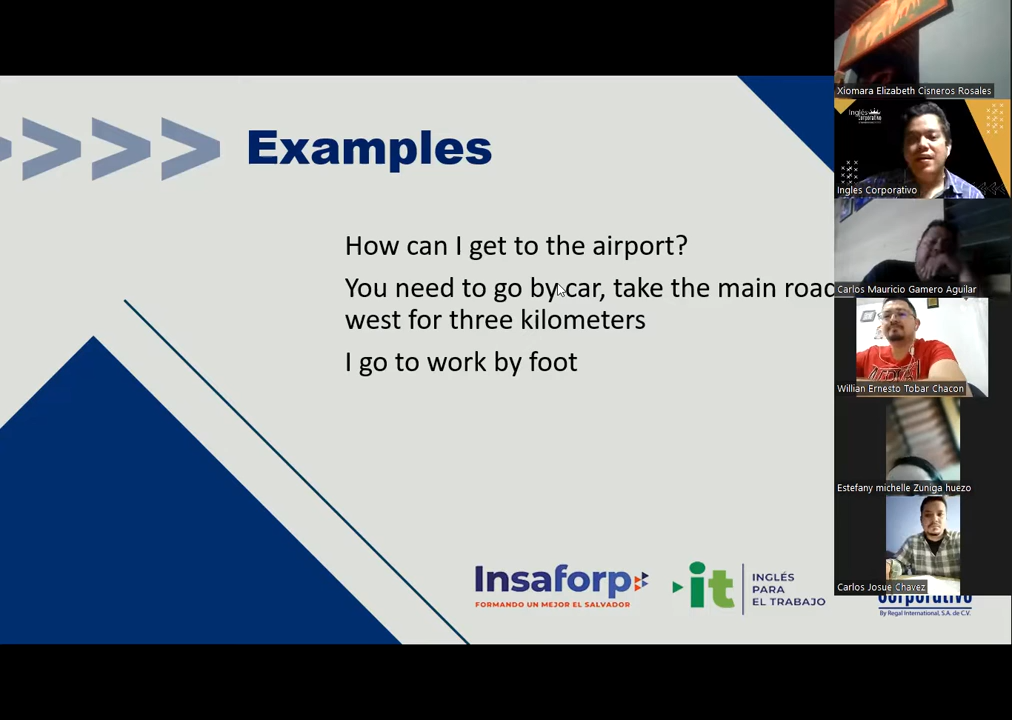 Examples
How can I get to the airport?
You need to go by car, take the main road
west for three kilometers
I go to work by foot
Insaforp
FORMANDO UN MEJOR EL SALVADOR
it
INGLÉS
PARA
EL TRABAJO
Corporativo
By Regal International, S.A. de C.V.
Xiomara Elizabeth Cisneros Rosales
Inglés
corporativo
Ingles Corporativo
Carlos Mauricio Gamero Aguilar
Willian Ernesto Tobar Chacon
Estefany michelle Zuniga huezo
Carlos Josue Chavez